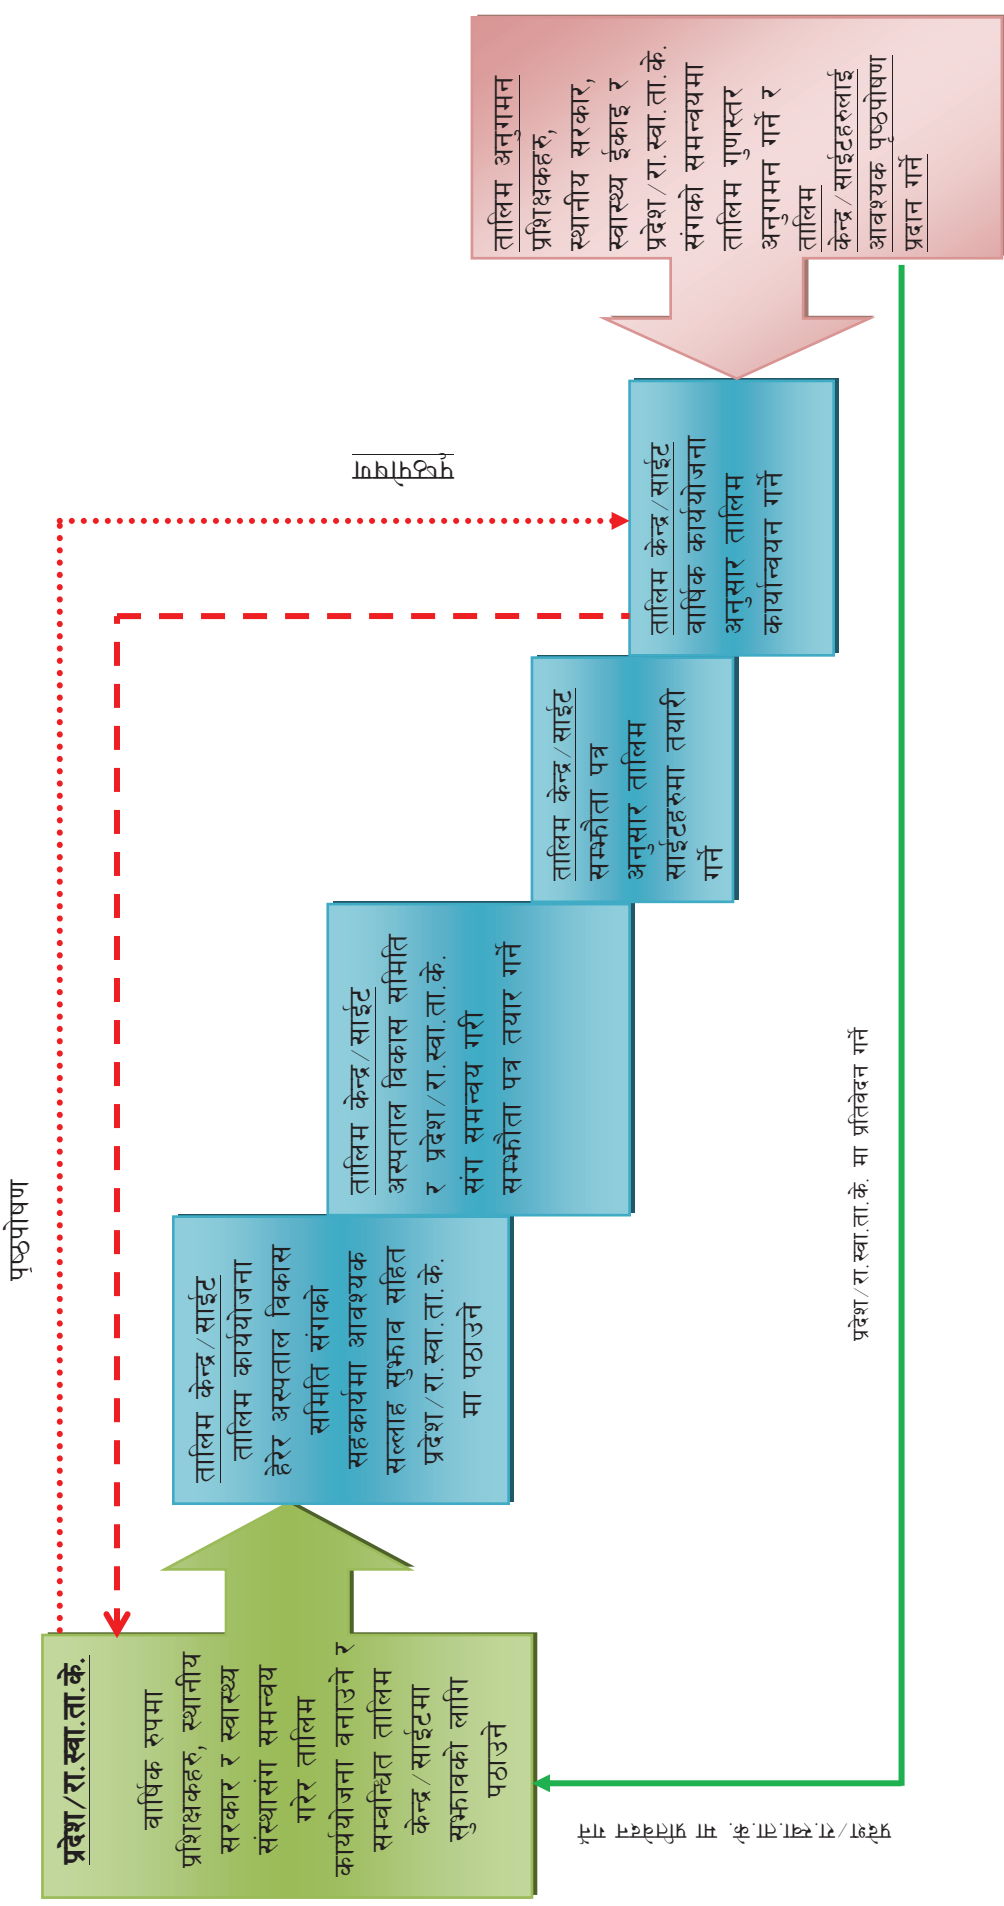 पृष्ठपोषण
प्रदेश/रा.स्वा.ता.के.
वार्षिक रुपमा
प्रशिक्षकहरु, स्थानीय
सरकार र स्वास्थ्य
संस्थासंग समन्वय
गरेर तालिम
कार्ययोजना बनाउने र
सम्बन्धित तालिम
केन्द्र/साईटमा
सुझावको लागि
पठाउने
तालिम केन्द्र/साईट
तालिम कार्ययोजना
हेरेर अस्पताल विकास
समिति संगको
सहकार्यमा आवश्यक
सल्लाह सुझाव सहित
प्रदेश/रा.स्वा.ता.के.
मा पठाउने
तालिम केन्द्र/साईट
अस्पताल विकास समिति
र प्रदेश/रा.स्वा.ता.के.
संग समन्वय गरी
सम्झौता पत्र तयार गर्ने
तालिम केन्द्र/साईट
सम्झौता पत्र
अनुसार तालिम
साईटहरुमा तयारी
गर्ने
पृष्ठपोषण
तालिम केन्द्र/साईट
वार्षिक कार्ययोजना
अनुसार तालिम
कार्यान्वयन गर्ने
तालिम अनुगमन
प्रशिक्षकहरु,
स्थानीय सरकार,
स्वास्थ्य ईकाइ र
प्रदेश/रा.स्वा.ता.के.
संगको समन्वयमा
तालिम गुणस्तर
अनुगमन गर्ने र
तालिम
केन्द्र/साईटहरुलाई
आवश्यक पृष्ठपोषण
प्रदान गर्ने
प्रदेश/रा.स्वा.ता.के. मा प्रतिवेदन गर्ने
प्रदेश/रा.स्वा.ता.के. मा प्रतिवेदन गर्ने